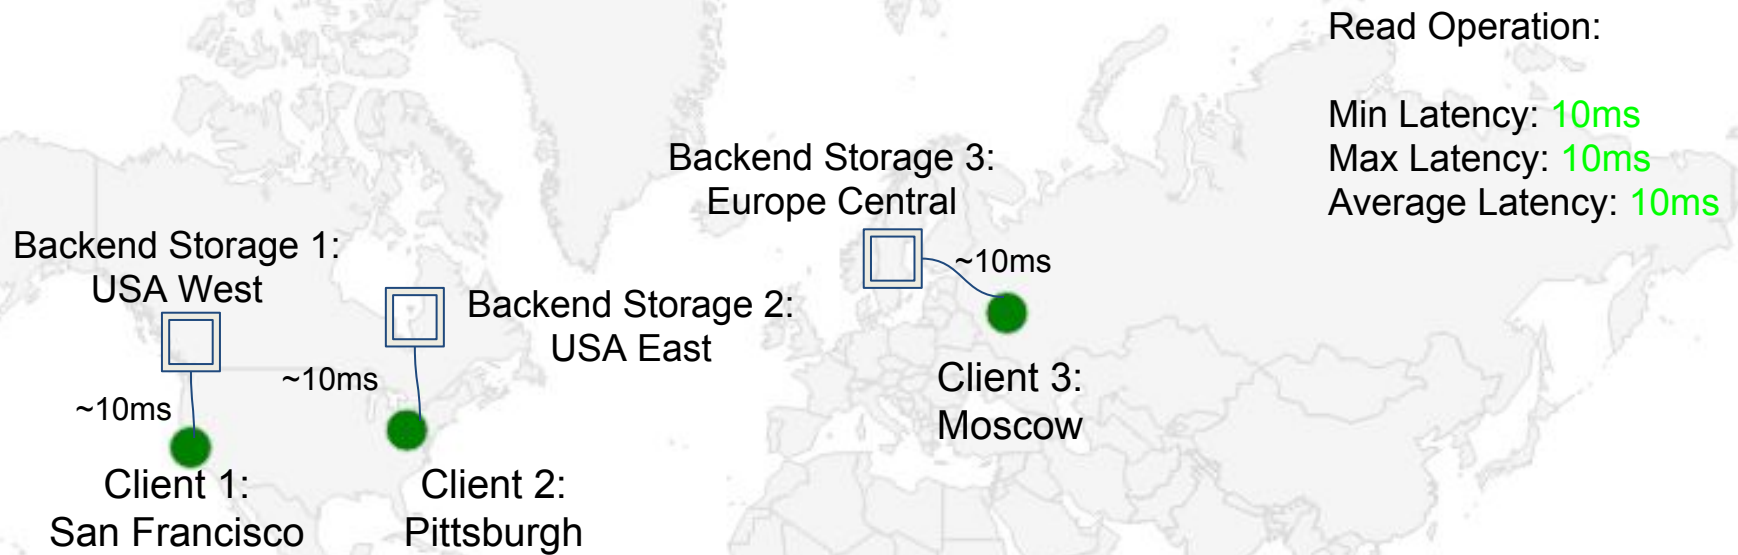 Read Operation:
Min Latency: 10ms
Max Latency: 10ms
Average Latency: 10ms
Backend Storage 3:
Europe Central
~10ms
Backend Storage 1:
USA West
Backend Storage 2:
USA East
~10ms
~10ms
Client 3:
Moscow
Client 1:
San Francisco
Client 2:
Pittsburgh